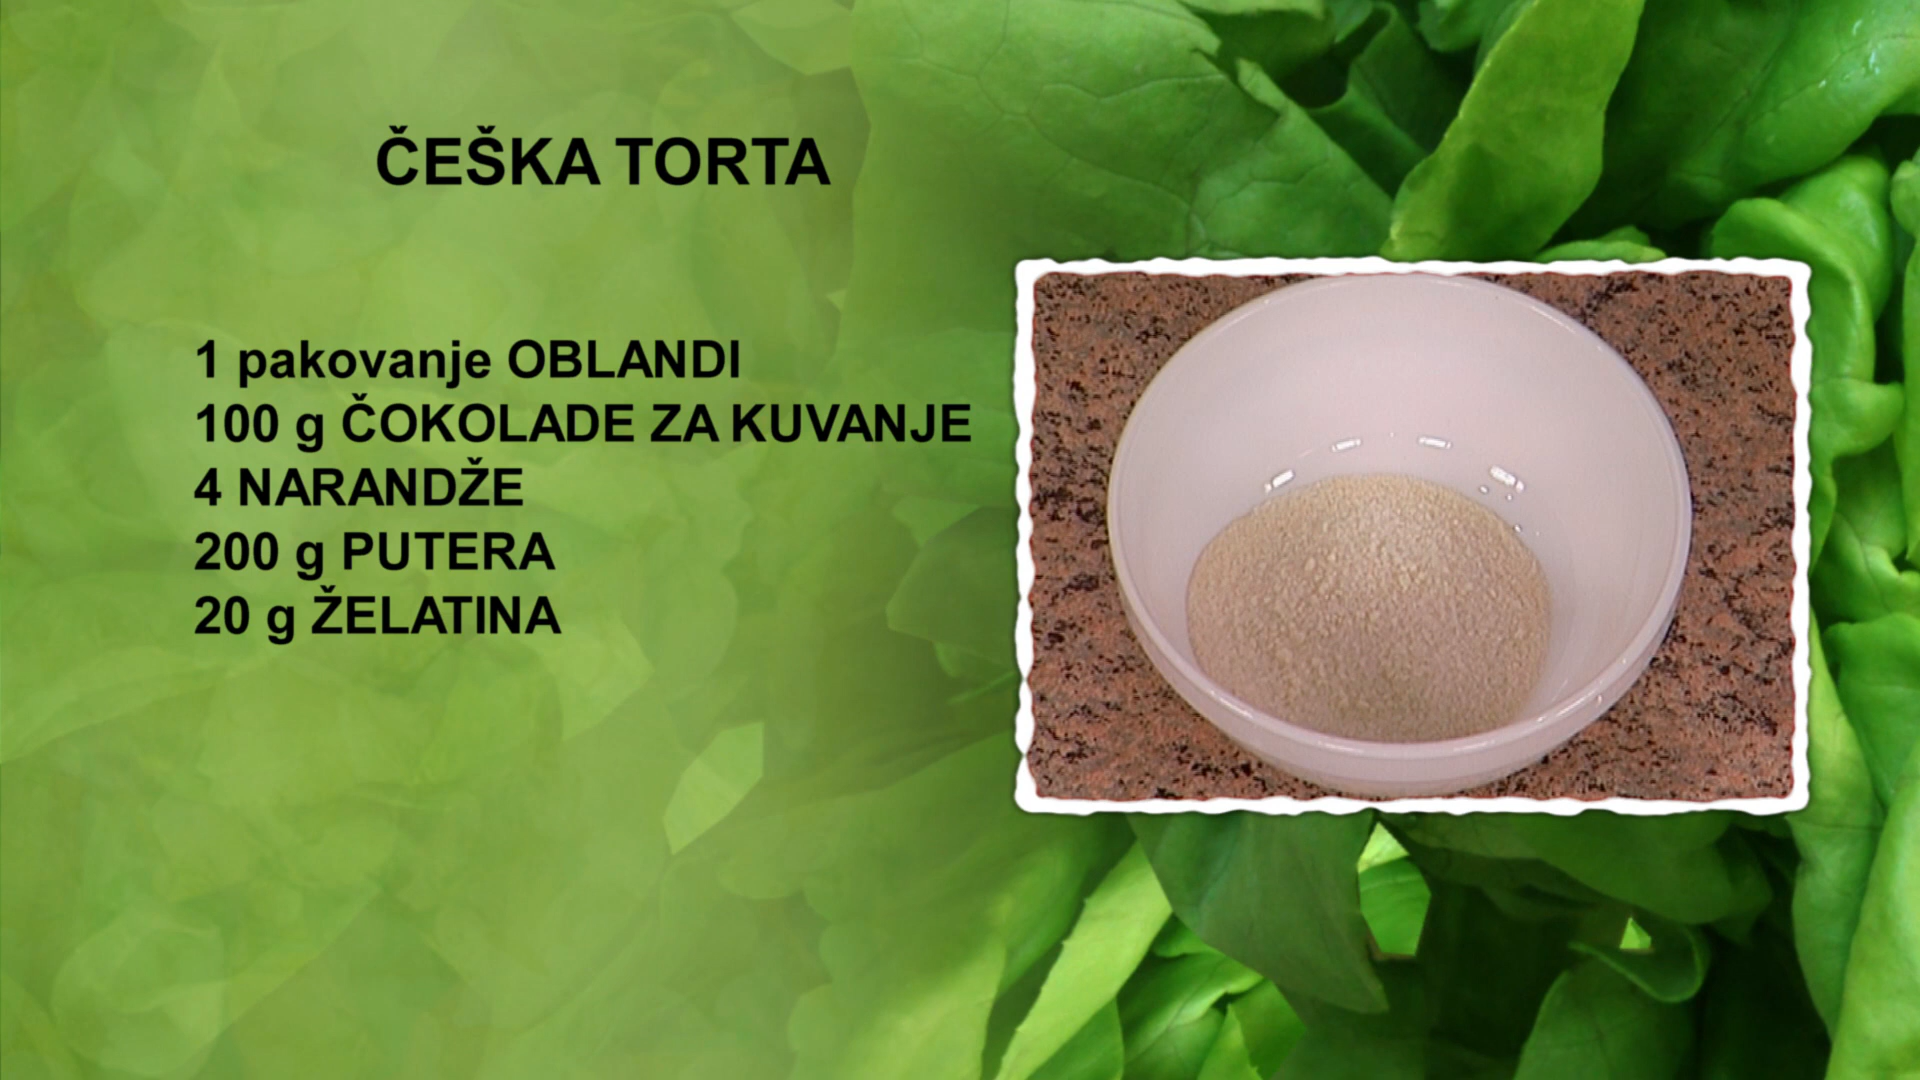 ČEŠKA TORTA
1 pakovanje OBLANDI
100 g ČOKOLADE ZA KUVANJE
4 NARANDŽE
200 g PUTERA
20 g ŽELATINA